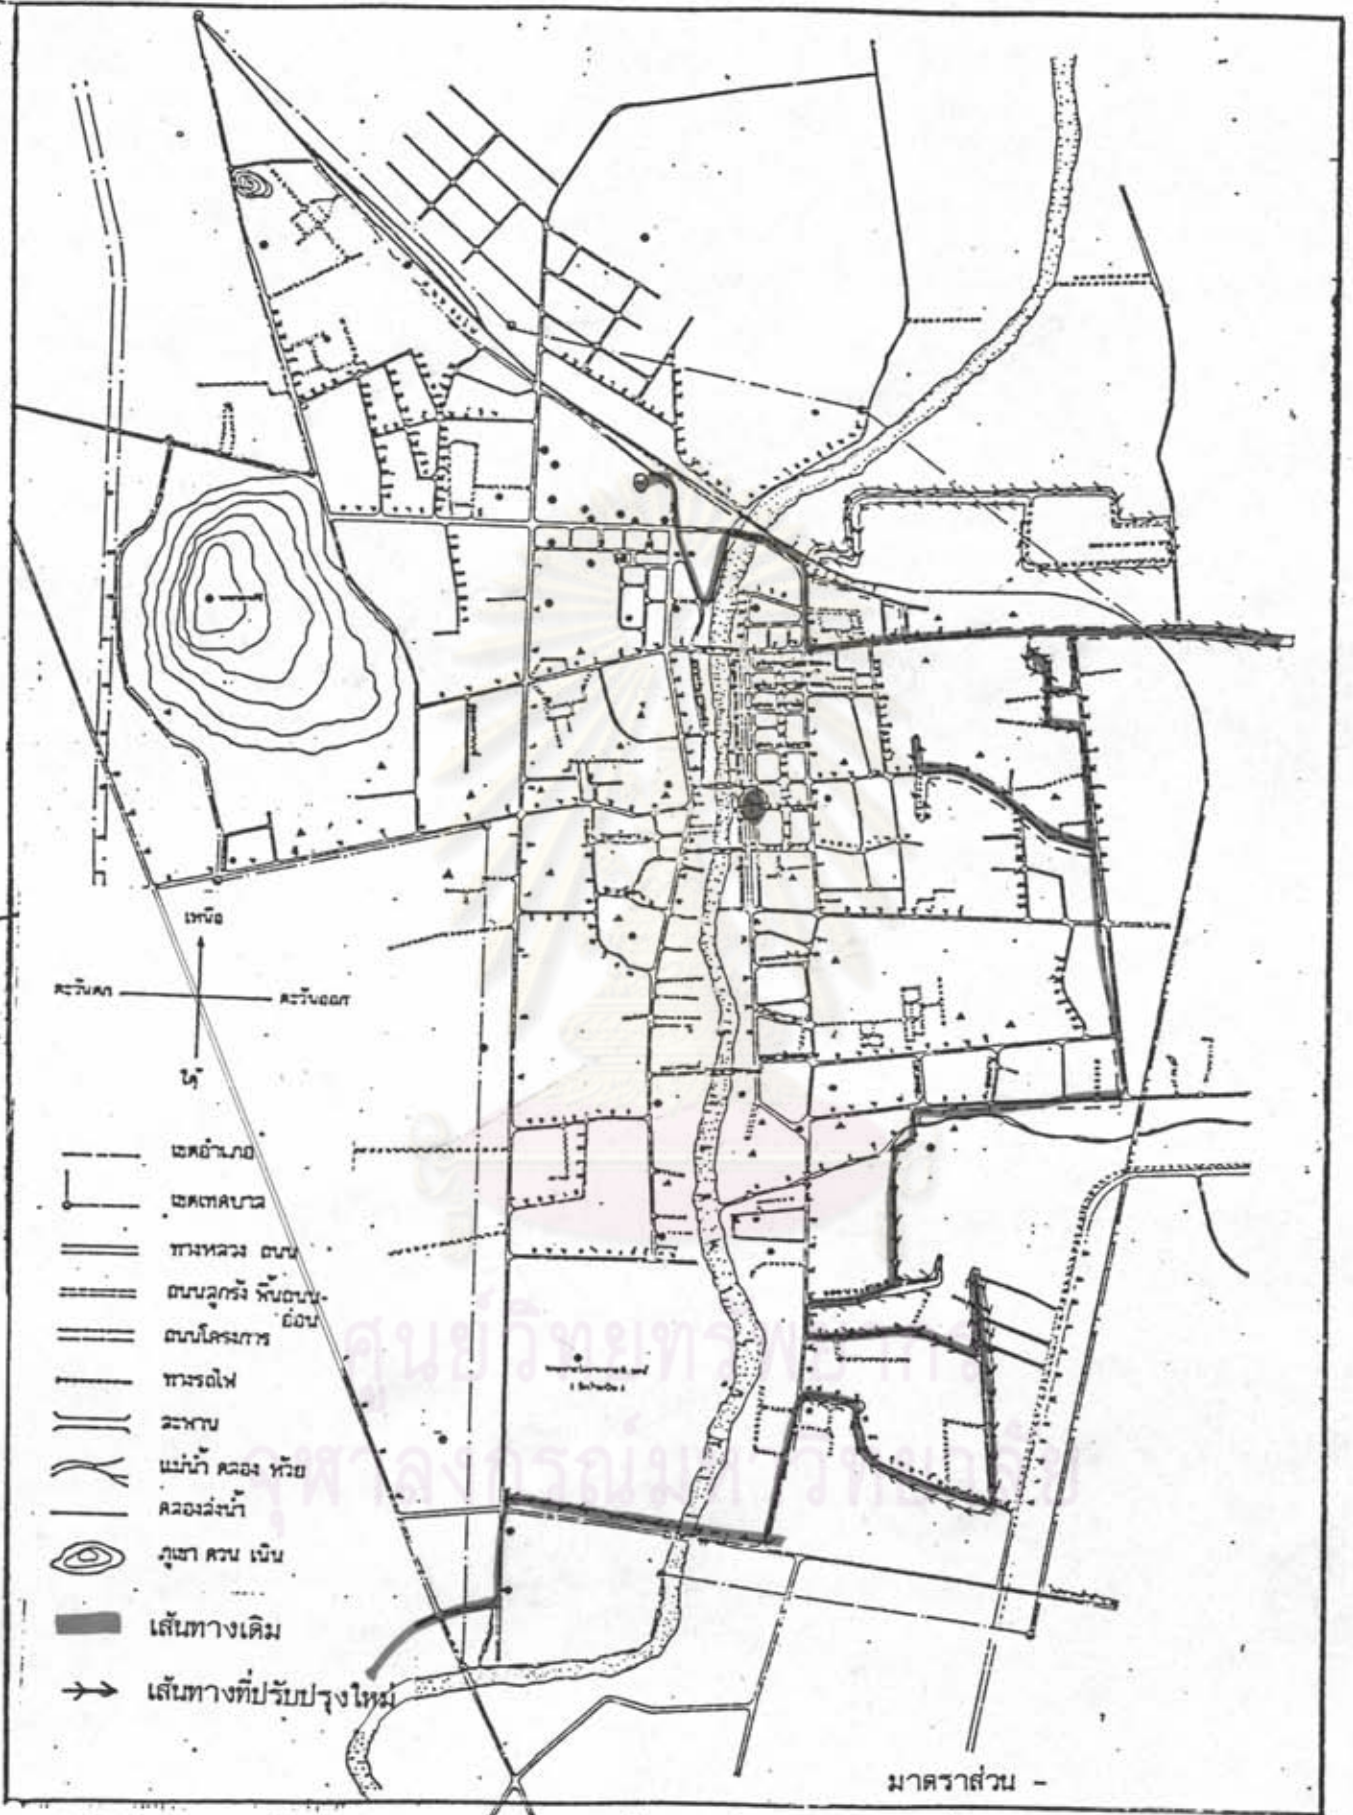 เหนือ
ตะวันตก
ตะวันออก
ใต้
เขตอำเภอ
เขตเทศบาล
ทางหลวง ถนน
ถนนลูกรัง พื้นถนน-
อ่อน
ถนนโครงการ
ทางรถไฟ
สะพาน
แม่น้ำ คลอง ห้วย
คลองส่งน้ำ
ภูเขา ควน เนิน
เส้นทางเดิม
เส้นทางที่ปรับปรุงใหม่
มาตราส่วน -
ศูนย์วิทยทรัพยากร
จุฬาลงกรณ์มหาวิทยาลัย